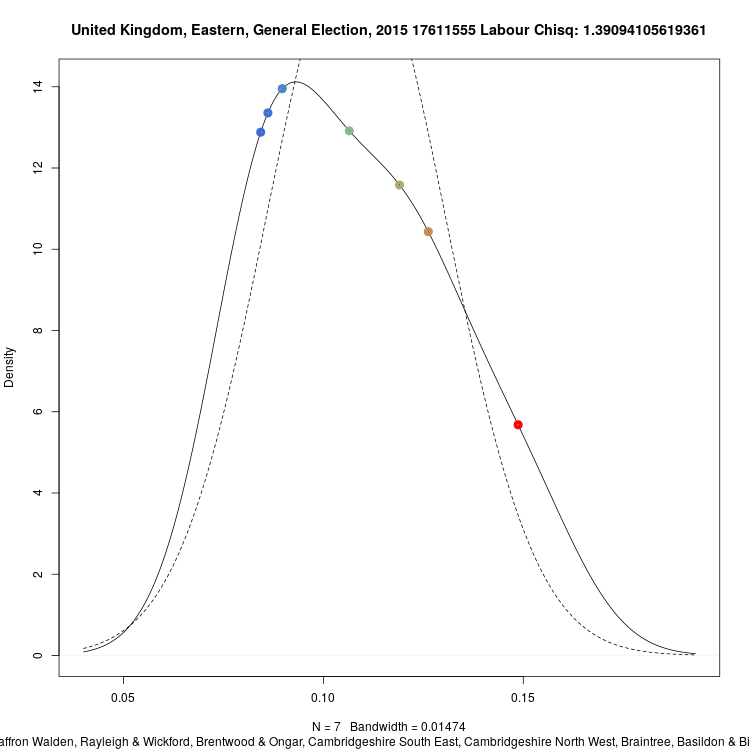 United Kingdom, Eastern, General Election, 2015 17611555 Labour Chisq: 1.39094105619361
Density
14
12
10
8
6
4
2
0
0.05 0.10 0.15
N = 7 Bandwidth = 0.01474
affron Walden, Rayleigh & Wickford, Brentwood & Ongar, Cambridgeshire South East, Cambridgeshire North West, Braintree, Basildon & Bi